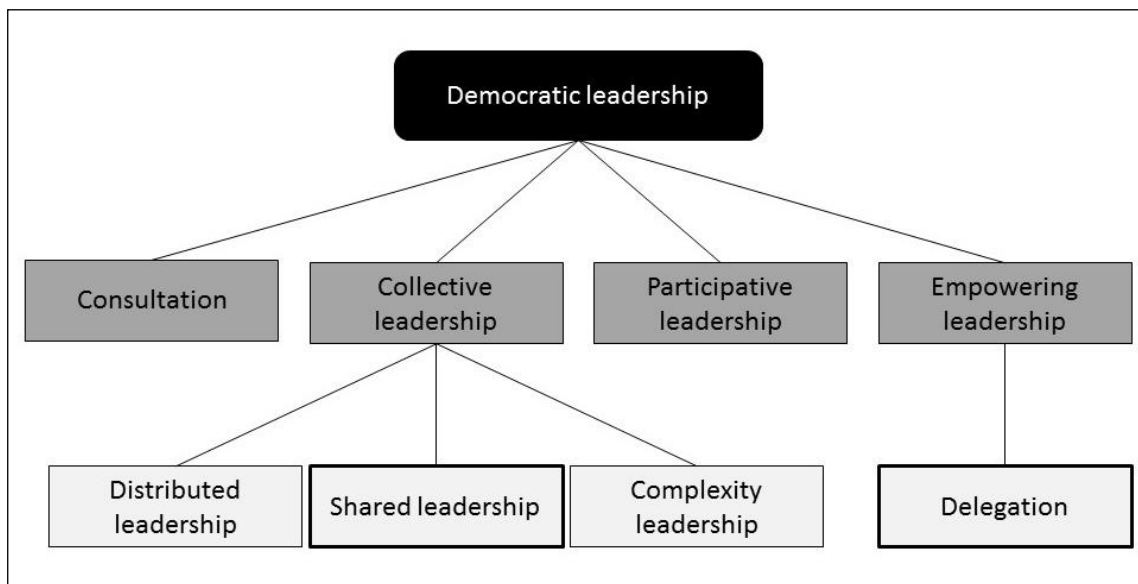 Democratic leadership
Consultation
Collective
leadership
Participative
leadership
Empowering
leadership
Distributed
leadership
Shared leadership
Complexity
leadership
Delegation